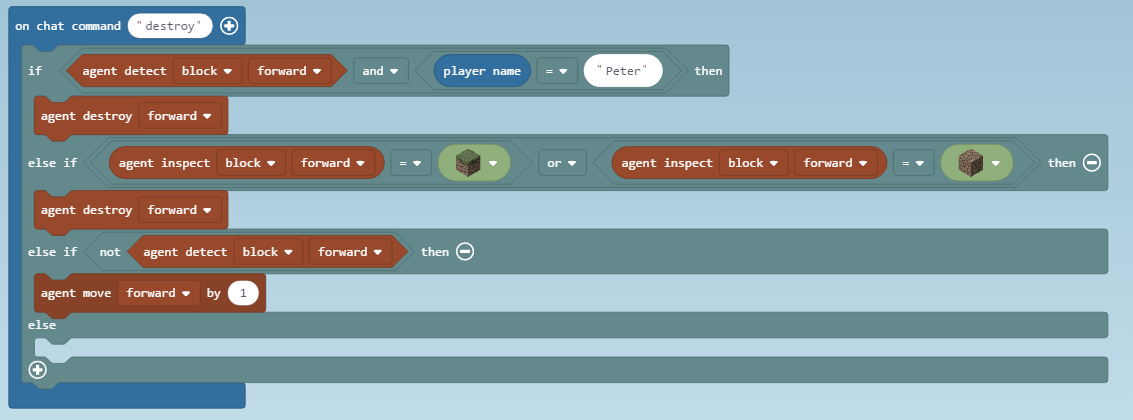 on chat command "destroy"
if agent detect block forward and player name = "Peter" then
agent destroy forward
else if agent inspect block forward = or agent inspect block forward = then
agent destroy forward
else if not agent detect block forward then
agent move forward by 1
else